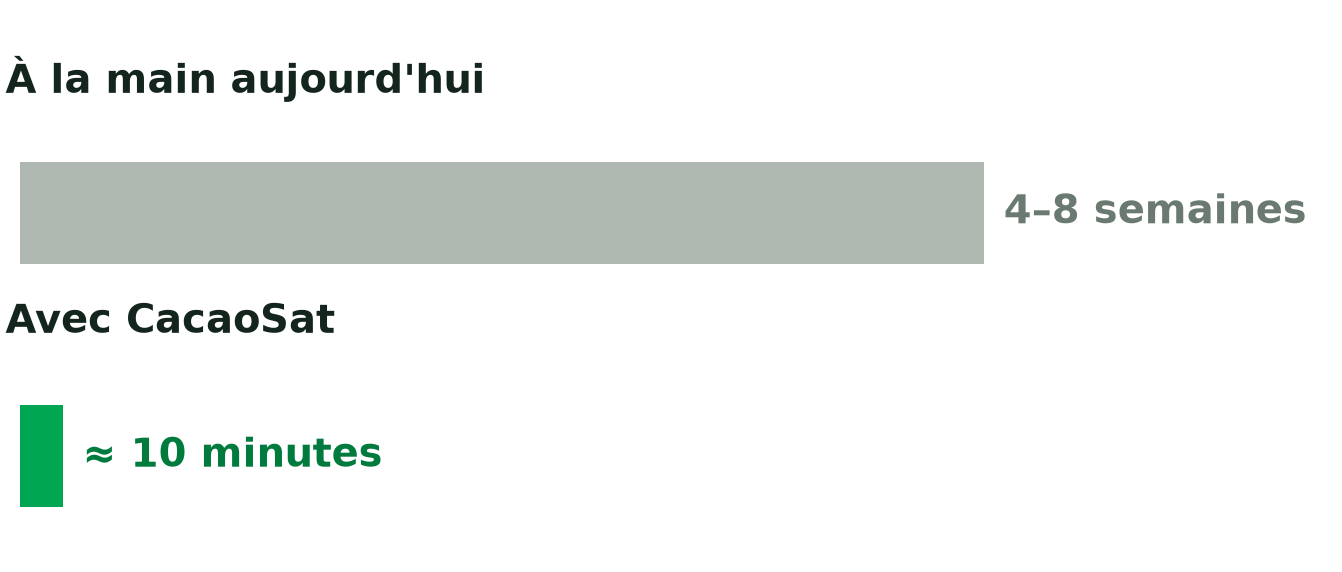 À la main aujourd'hui
4–8 semaines
Avec CacaoSat
≈ 10 minutes